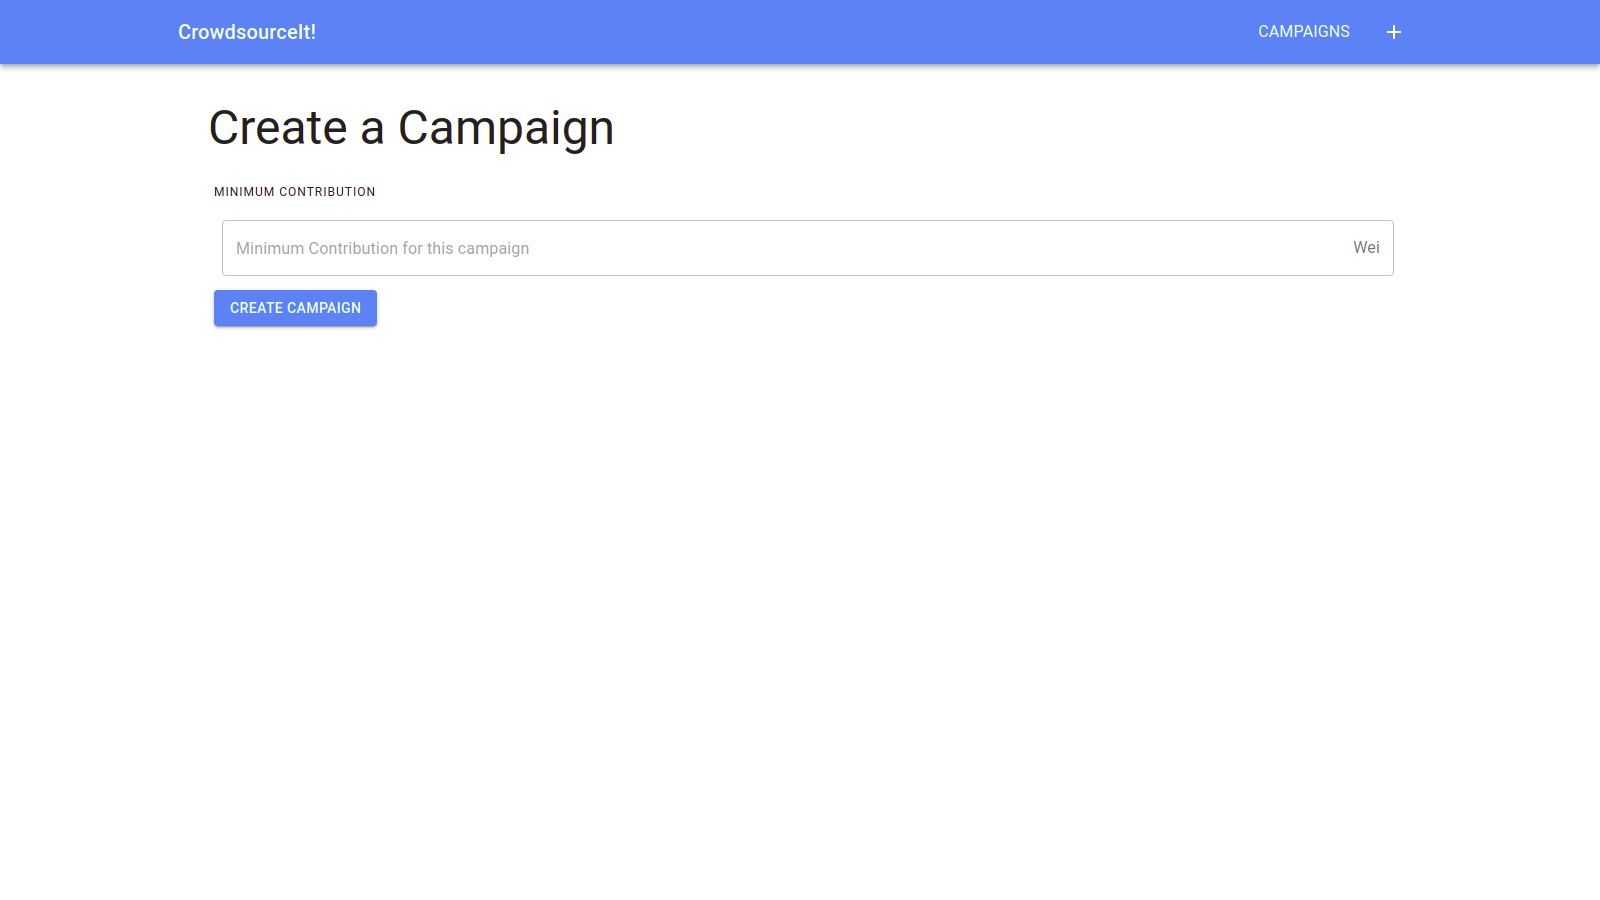 CrowdsourceIt!
CAMPAIGNS +
Create a Campaign
MINIMUM CONTRIBUTION
Minimum Contribution for this campaign Wei
CREATE CAMPAIGN